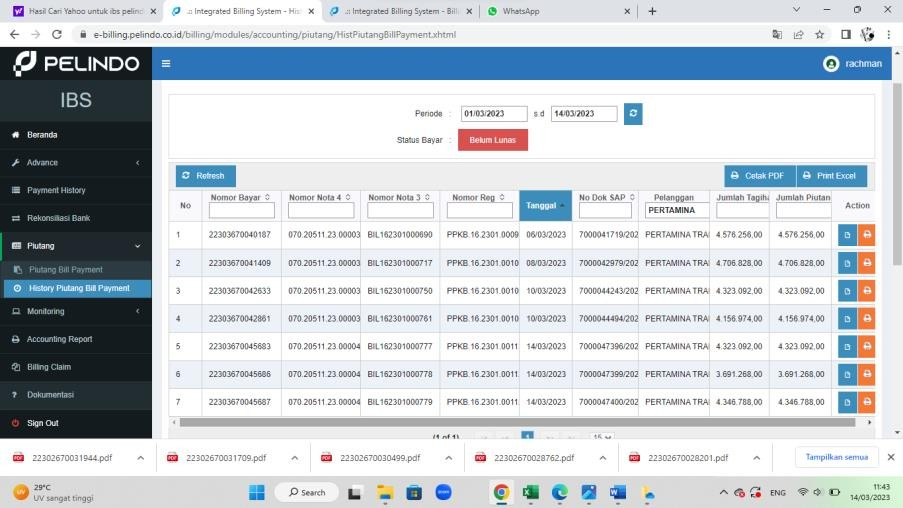 Hasil Cari Yahoo untuk ibs pelind
.:: Integrated Billing System - His
.:: Integrated Billing System - Bill
WhatsApp
e-billing.pelindo.co.id/billing/modules/accounting/piutang/HistPiutangBillPayment.xhtml
PELINDO
rachman
IBS
Beranda
Advance
Payment History
Rekonsiliasi Bank
Piutang
Piutang Bill Payment
History Piutang Bill Payment
Monitoring
Accounting Report
Billing Claim
Dokumentasi
Sign Out
Periode : 01/03/2023 s.d 14/03/2023
Status Bayar : Belum Lunas
Refresh Cetak PDF Print Excel
No Nomor Bayar Nomor Nota 4 Nomor Nota 3 Nomor Reg Tanggal No Dok SAP Pelanggan Jumlah Tagiha Jumlah Piutan Action
PERTAMINA
1 22303670040187 070.20511.23.00003 BIL162301000690 PPKB.16.2301.0009 06/03/2023 7000041719/202 PERTAMINA TRA 4.576.256,00 4.576.256,00
2 22303670041409 070.20511.23.00003 BIL162301000717 PPKB.16.2301.0010 08/03/2023 7000042979/202 PERTAMINA TRA 4.706.828,00 4.706.828,00
3 22303670042633 070.20511.23.00003 BIL162301000750 PPKB.16.2301.0010 10/03/2023 7000044243/202 PERTAMINA TRA 4.323.092,00 4.323.092,00
4 22303670042861 070.20511.23.00003 BIL162301000761 PPKB.16.2301.0010 10/03/2023 7000044494/202 PERTAMINA TRA 4.156.974,00 4.156.974,00
5 22303670045683 070.20511.23.00004 BIL162301000777 PPKB.16.2301.0011 14/03/2023 7000047396/202 PERTAMINA TRA 4.323.092,00 4.323.092,00
6 22303670045686 070.20511.23.00004 BIL162301000778 PPKB.16.2301.0011 14/03/2023 7000047399/202 PERTAMINA TRA 3.691.268,00 3.691.268,00
7 22303670045687 070.20511.23.00004 BIL162301000779 PPKB.16.2301.0011 14/03/2023 7000047400/202 PERTAMINA TRA 4.346.788,00 4.346.788,00
(1 of 1) 1 15
22302670031944.pdf
22302670031709.pdf
22302670030499.pdf
22302670028762.pdf
22302670028201.pdf
Tampilkan semua
29°C
UV sangat tinggi
Search
ENG
11:43
14/03/2023